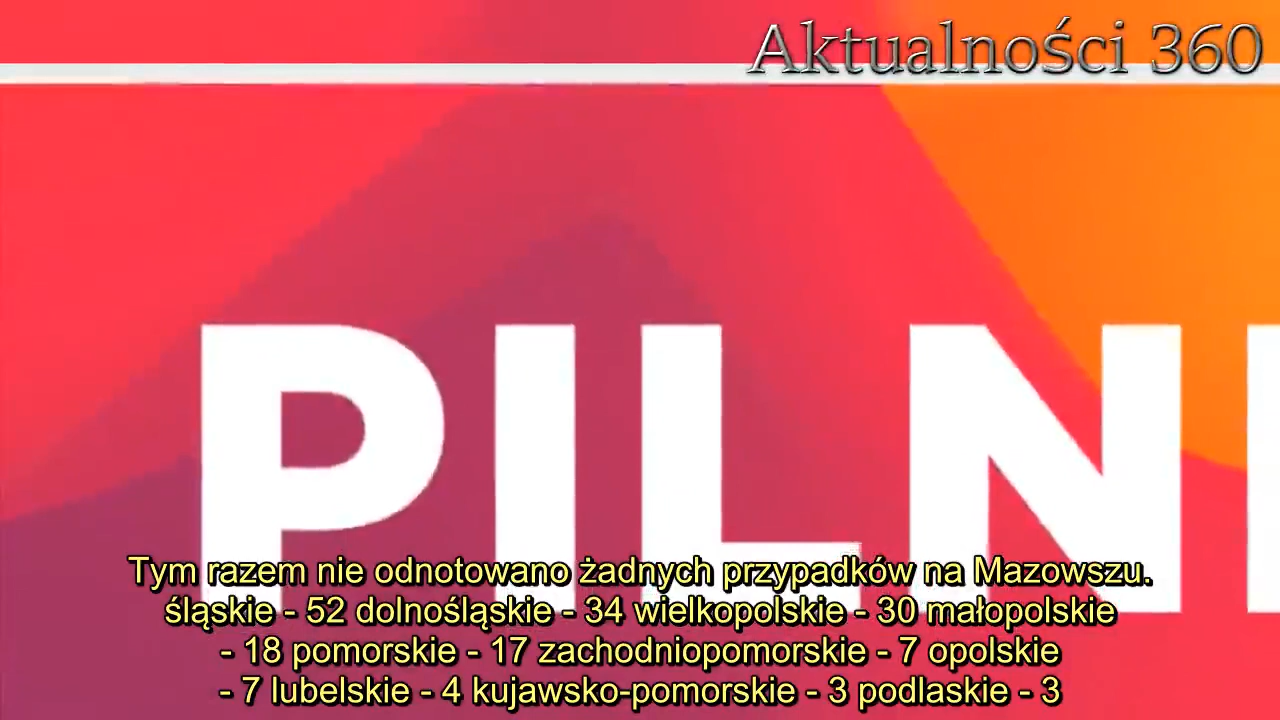 Aktualności 360
PILN
Tym razem nie odnotowano żadnych przypadków na Mazowszu.
śląskie - 52 dolnośląskie - 34 wielkopolskie - 30 małopolskie
- 18 pomorskie - 17 zachodniopomorskie - 7 opolskie
- 7 lubelskie - 4 kujawsko-pomorskie - 3 podlaskie - 3